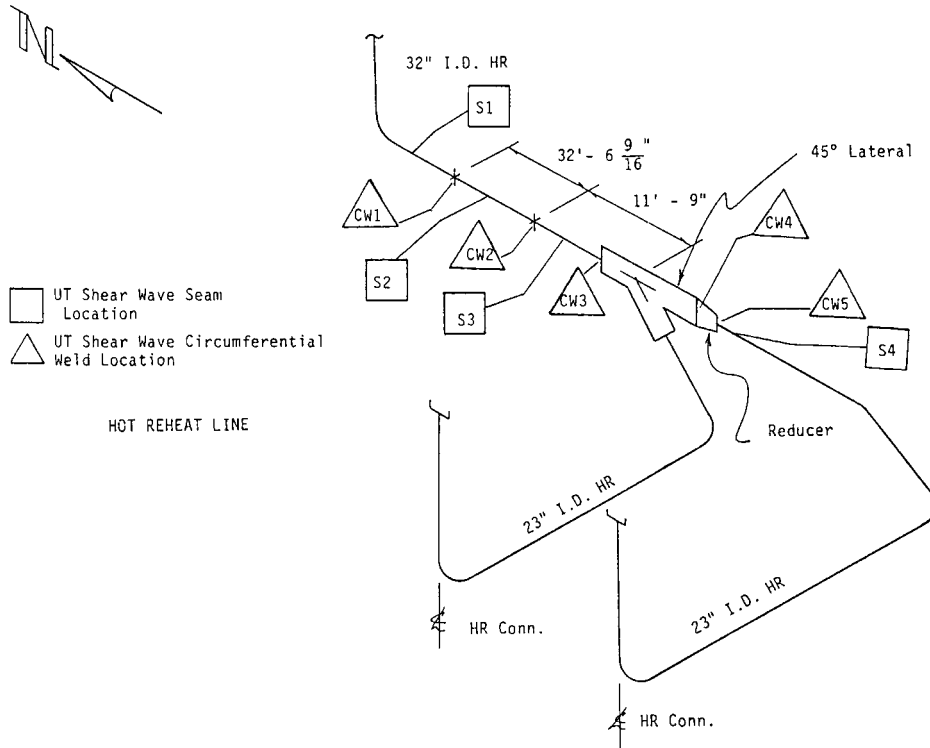 N
32" I.D. HR
S1
32'- 6 9/16 "
45° Lateral
11' - 9"
CW1
CW4
CW2
S2
CW3
CW5
S3
S4
UT Shear Wave Seam
Location
UT Shear Wave Circumferential
Weld Location
HOT REHEAT LINE
Reducer
23" I.D. HR
23" I.D. HR
HR Conn.
HR Conn.